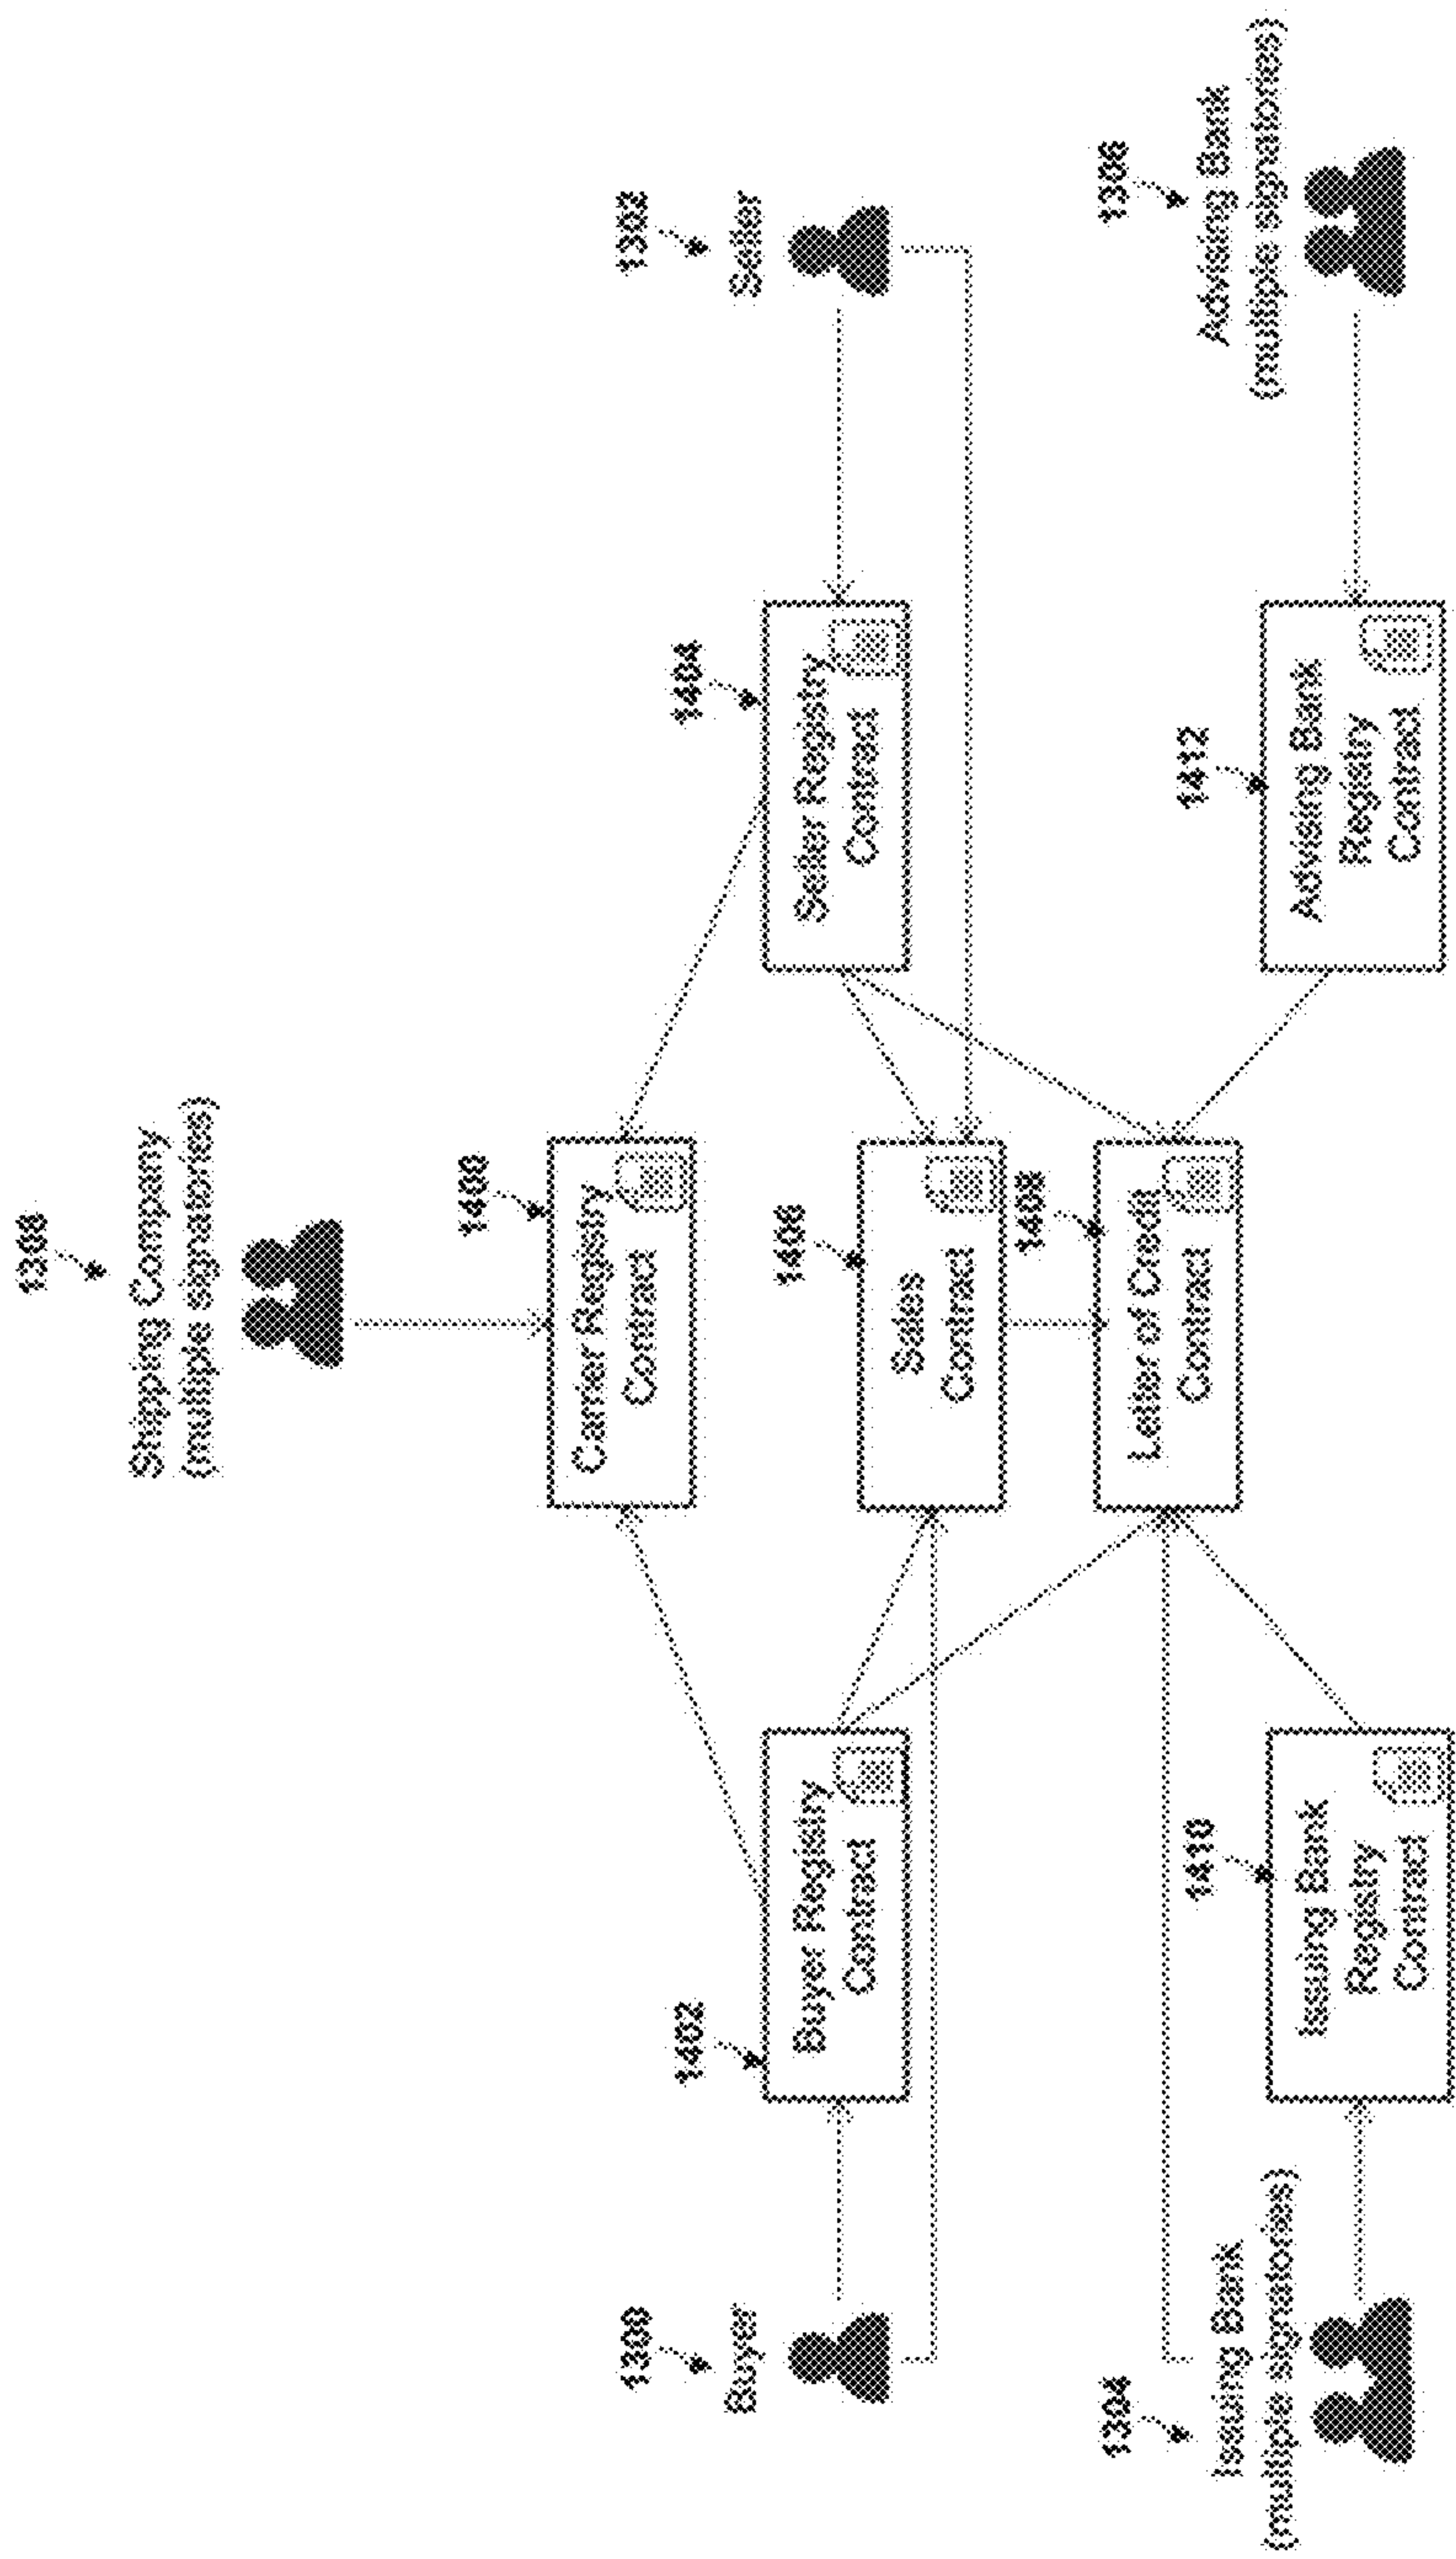 1308
Shipping Company
(multiple signatories)
1400
Carrier Registry
Contract
1300
Buyer
1402
Buyer Registry
Contract
1404
Seller Registry
Contract
1302
Seller
1406
Sales
Contract
1408
Letter of Credit
Contract
1304
Issuing Bank
(multiple signatories)
1410
Issuing Bank
Registry
Contract
1412
Advising Bank
Registry
Contract
1306
Advising Bank
(multiple signatories)